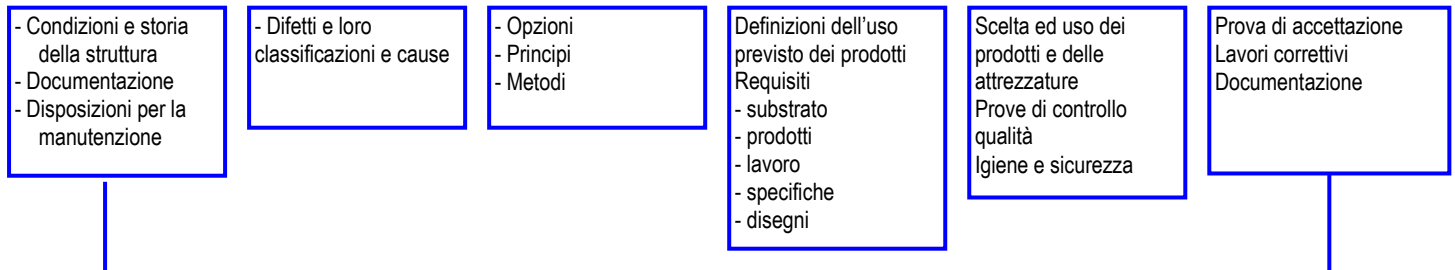 - Condizioni e storia
della struttura
- Documentazione
- Disposizioni per la
manutenzione
- Difetti e loro
classificazioni e cause
- Opzioni
- Principi
- Metodi
Definizioni dell’uso
previsto dei prodotti
Requisiti
- substrato
- prodotti
- lavoro
- specifiche
- disegni
Scelta ed uso dei
prodotti e delle
attrezzature
Prove di controllo
qualità
Igiene e sicurezza
Prova di accettazione
Lavori correttivi
Documentazione